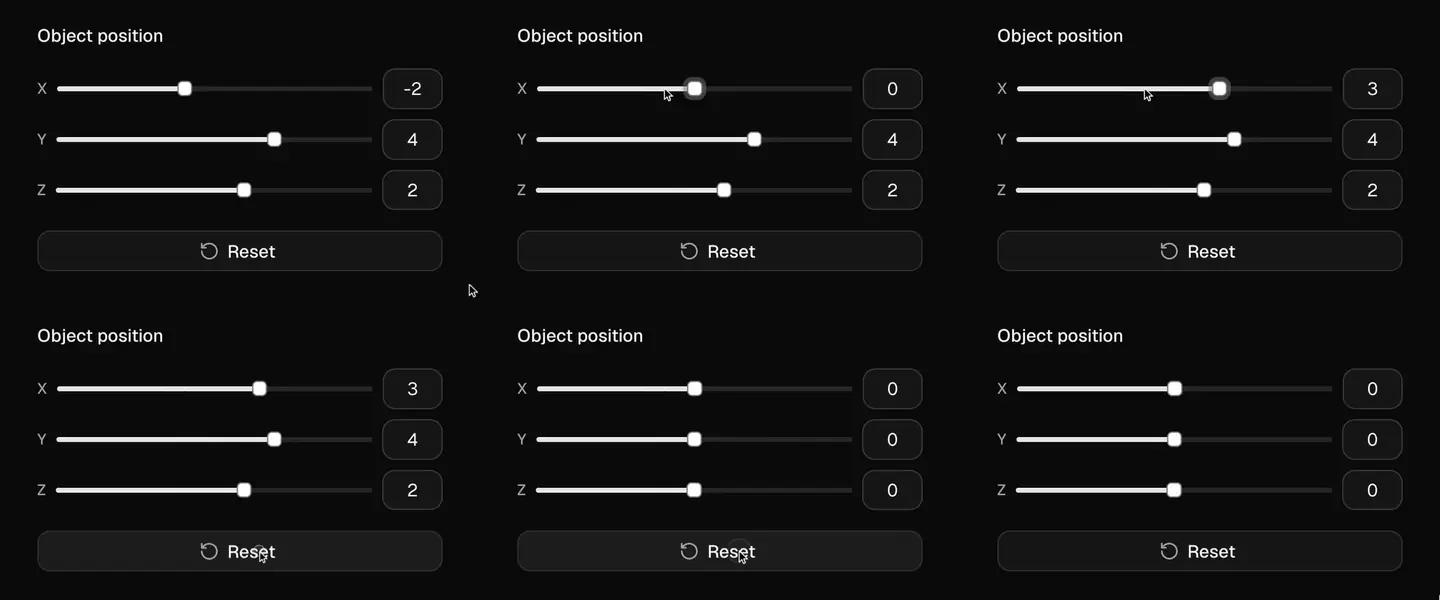 Object position
X -2
Y 4
Z 2
Reset
Object position
X 0
Y 4
Z 2
Reset
Object position
X 3
Y 4
Z 2
Reset
Object position
X 3
Y 4
Z 2
Reset
Object position
X 0
Y 0
Z 0
Reset
Object position
X 0
Y 0
Z 0
Reset